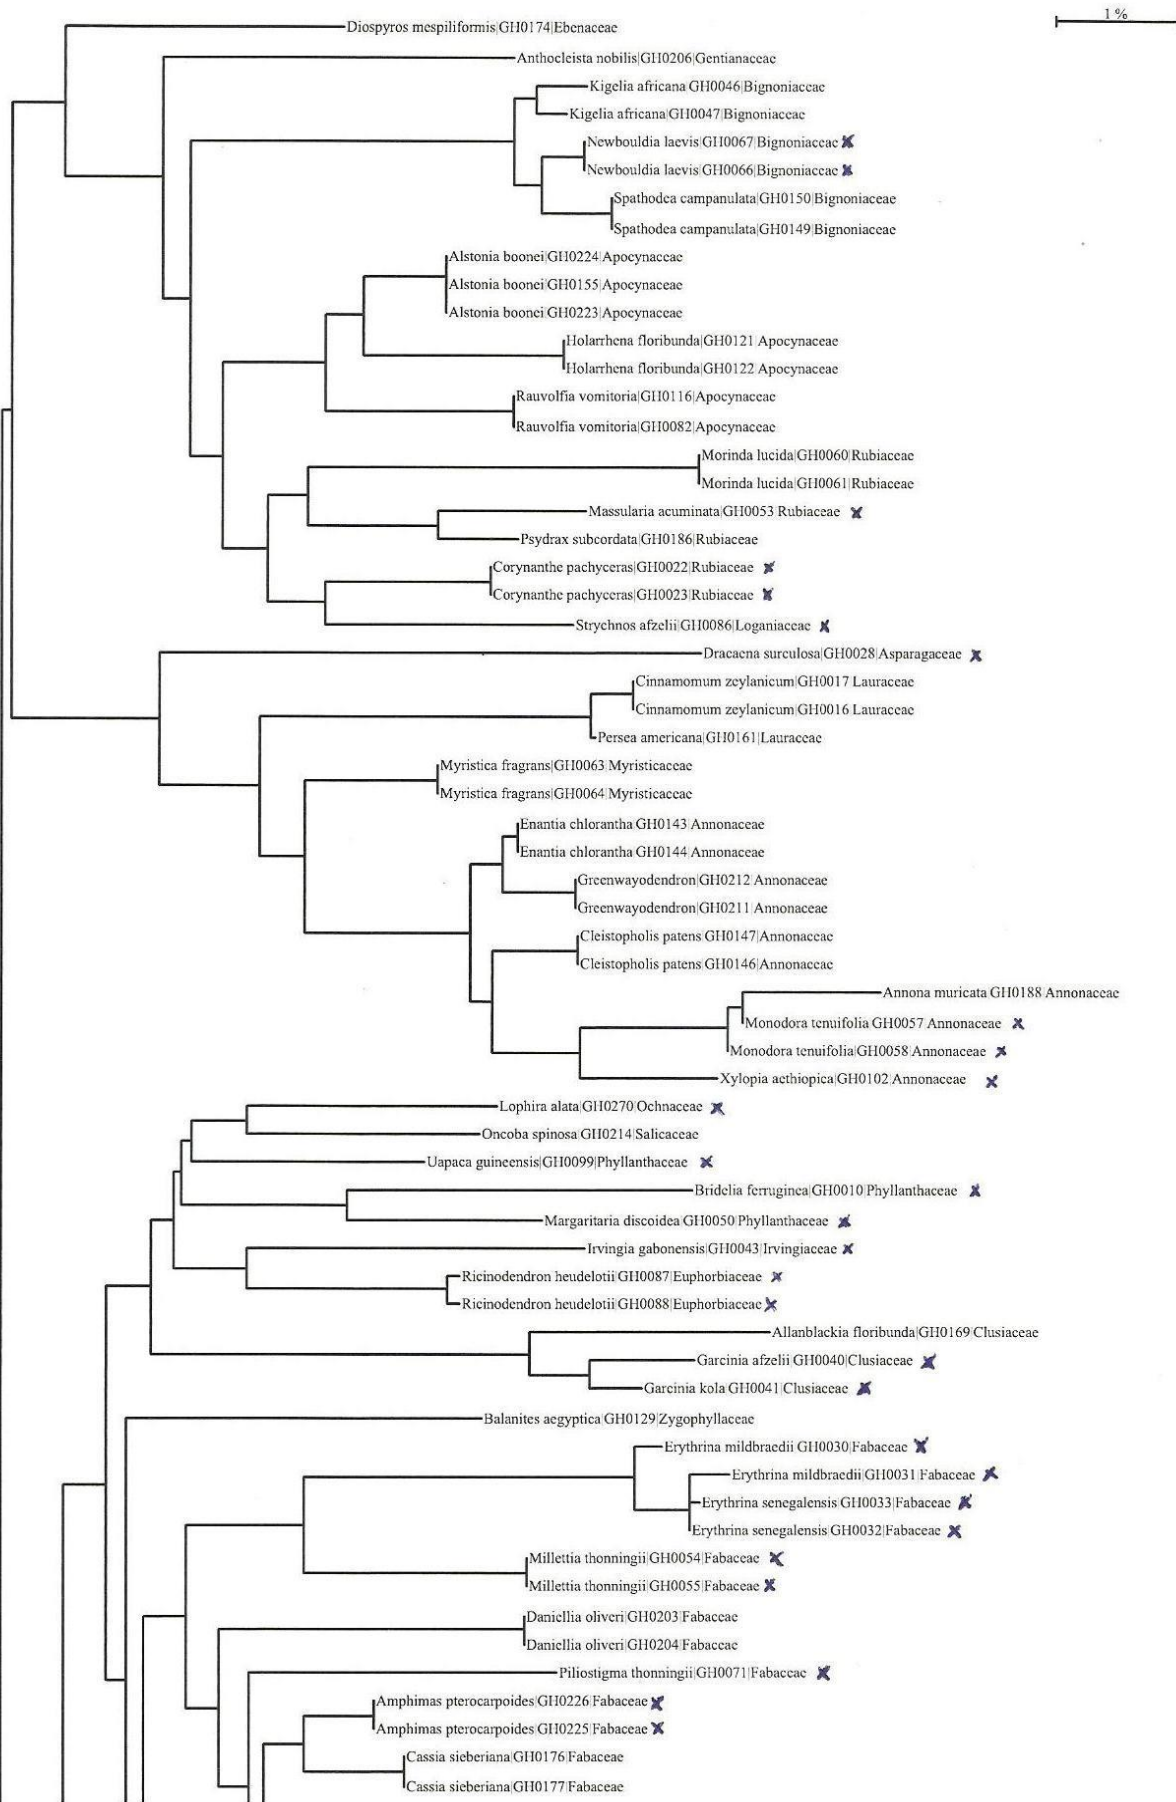 1 %
Diospyros mespiliformis|GH0174|Ebenaceae
Anthocleista nobilis|GH0206|Gentianaceae
Kigelia africana GH0046|Bignoniaceae
Kigelia africana|GH0047|Bignoniaceae
Newbouldia laevis|GH0067|Bignoniaceae X
Newbouldia laevis|GH0066|Bignoniaceae X
Spathodea campanulata|GH0150|Bignoniaceae
Spathodea campanulata|GH0149|Bignoniaceae
Alstonia boonei|GH0224|Apocynaceae
Alstonia boonei|GH0155|Apocynaceae
Alstonia boonei|GH0223|Apocynaceae
Holarrhena floribunda|GH0121 Apocynaceae
Holarrhena floribunda|GH0122 Apocynaceae
Rauvolfia vomitoria|GH0116|Apocynaceae
Rauvolfia vomitoria|GH0082|Apocynaceae
Morinda lucida|GH0060|Rubiaceae
Morinda lucida|GH0061|Rubiaceae
Massularia acuminata|GH0053 Rubiaceae X
Psydrax subcordata|GH0186|Rubiaceae
Corynanthe pachyceras|GH0022|Rubiaceae X
Corynanthe pachyceras|GH0023|Rubiaceae X
Strychnos afzelii|GH0086|Loganiaceae X
Dracaena surculosa|GH0028|Asparagaceae X
Cinnamomum zeylanicum|GH0017 Lauraceae
Cinnamomum zeylanicum|GH0016 Lauraceae
Persea americana|GH0161|Lauraceae
Myristica fragrans|GH0063|Myristicaceae
Myristica fragrans|GH0064|Myristicaceae
Enantia chlorantha GH0143|Annonaceae
Enantia chlorantha GH0144|Annonaceae
Greenwayodendron|GH0212|Annonaceae
Greenwayodendron|GH0211|Annonaceae
Cleistopholis patens|GH0147|Annonaceae
Cleistopholis patens|GH0146|Annonaceae
Annona muricata GH0188 Annonaceae
Monodora tenuifolia GH0057 Annonaceae X
Monodora tenuifolia|GH0058|Annonaceae X
Xylopia aethiopica|GH0102|Annonaceae X
Lophira alata|GH0270|Ochnaceae X
Oncoba spinosa|GH0214|Salicaceae
Uapaca guineensis|GH0099|Phyllanthaceae X
Bridelia ferruginea|GH0010|Phyllanthaceae X
Margaritaria discoidea|GH0050|Phyllanthaceae X
Irvingia gabonensis|GH0043|Irvingiaceae X
Ricinodendron heudelotii|GH0087|Euphorbiaceae X
Ricinodendron heudelotii|GH0088|Euphorbiaceae X
Allanblackia floribunda|GH0169|Clusiaceae
Garcinia afzelii GH0040|Clusiaceae X
Garcinia kola GH0041|Clusiaceae X
Balanites aegyptica|GH0129|Zygophyllaceae
Erythrina mildbraedii GH0030|Fabaceae X
Erythrina mildbraedii|GH0031|Fabaceae X
Erythrina senegalensis GH0033|Fabaceae X
Erythrina senegalensis GH0032|Fabaceae X
Millettia thonningii|GH0054|Fabaceae X
Millettia thonningii|GH0055|Fabaceae X
Daniellia oliveri|GH0203|Fabaceae
Daniellia oliveri|GH0204|Fabaceae
Piliostigma thonningii|GH0071|Fabaceae X
Amphimas pterocarpoides|GH0226|Fabaceae X
Amphimas pterocarpoides|GH0225|Fabaceae X
Cassia sieberiana|GH0176|Fabaceae
Cassia sieberiana|GH0177|Fabaceae